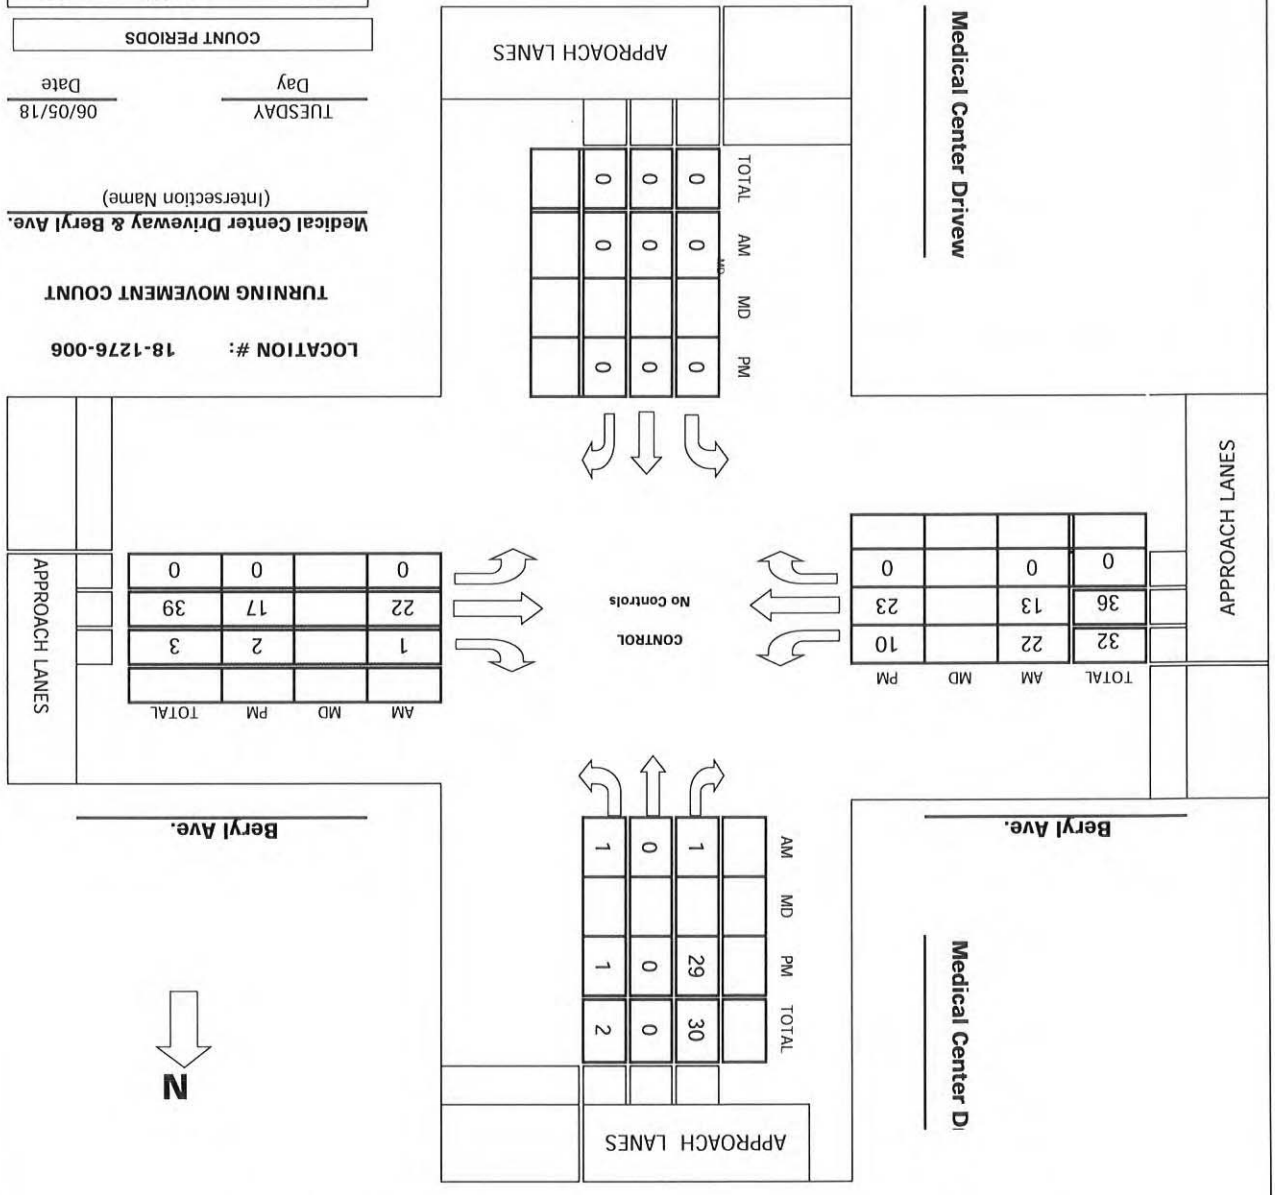 APPROACH LANES
N
Medical Center D
TOTAL 30 0 2
PM 29 0 1
MD
AM 1 0 1
Beryl Ave.
Beryl Ave.
APPROACH LANES
TOTAL AM MD PM
32 22 10
36 13 23
0 0 0
CONTROL
No Controls
AM MD PM TOTAL
1 2 3
22 17 39
0 0 0
APPROACH LANES
PM 0 0 0
MD
MD
AM 0 0 0
TOTAL 0 0 0
APPROACH LANES
Medical Center Drivew
LOCATION #: 18-1276-006
TURNING MOVEMENT COUNT
Medical Center Driveway & Beryl Ave.
(Intersection Name)
TUESDAY 06/05/18
Day Date
COUNT PERIODS